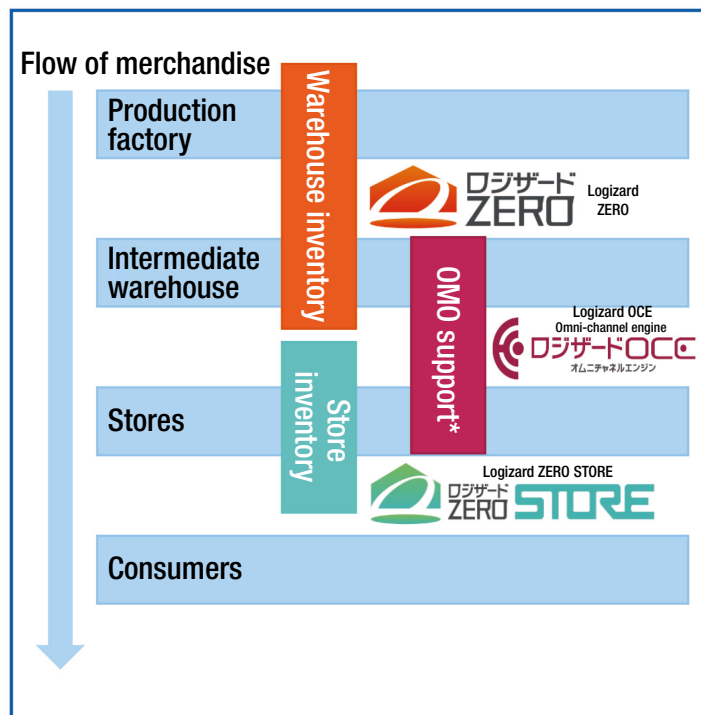 Flow of merchandise
Production
factory
Warehouse inventory
ロジザード
ZERO
Logizard
ZERO
Intermediate
warehouse
OMO support*
Logizard OCE
Omni-channel engine
ロジザードOCE
オムニチャネルエンジン
Store
inventory
Stores
Logizard ZERO STORE
ロジザード
ZERO
STORE
Consumers